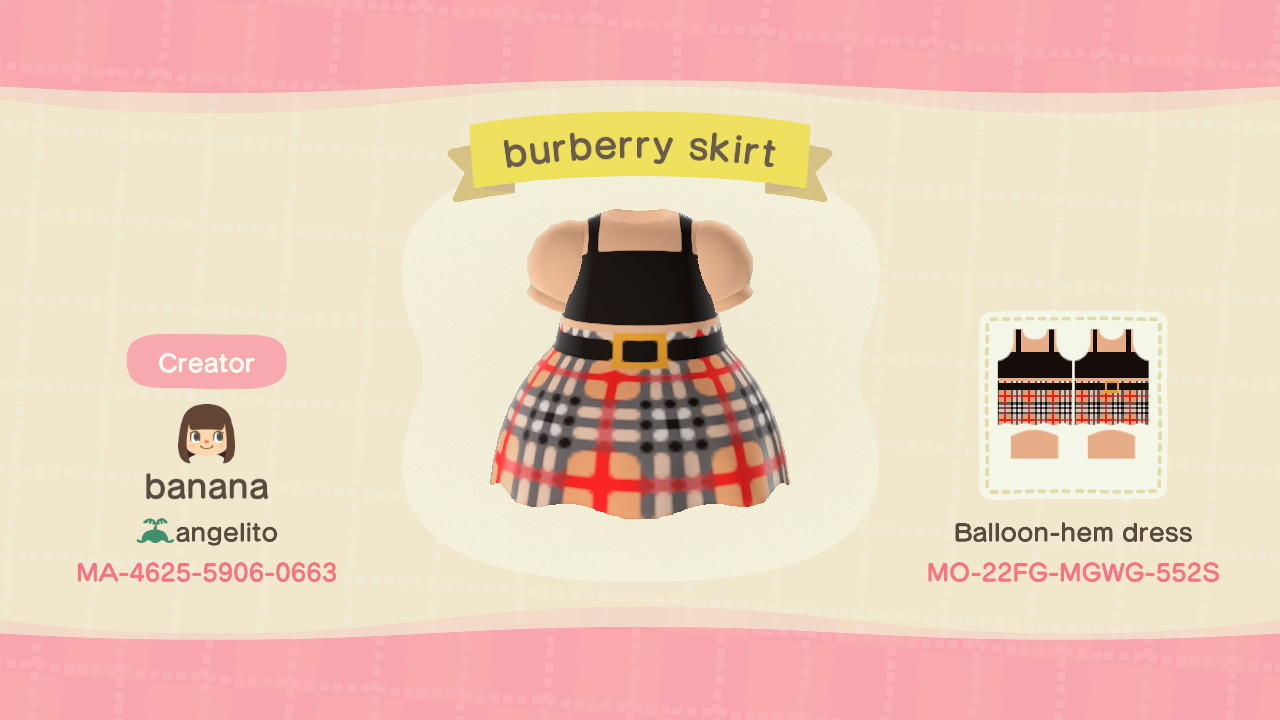 burberry skirt
Creator
banana
angelito
MA-4625-5906-0663
Balloon-hem dress
MO-22FG-MGWG-552S